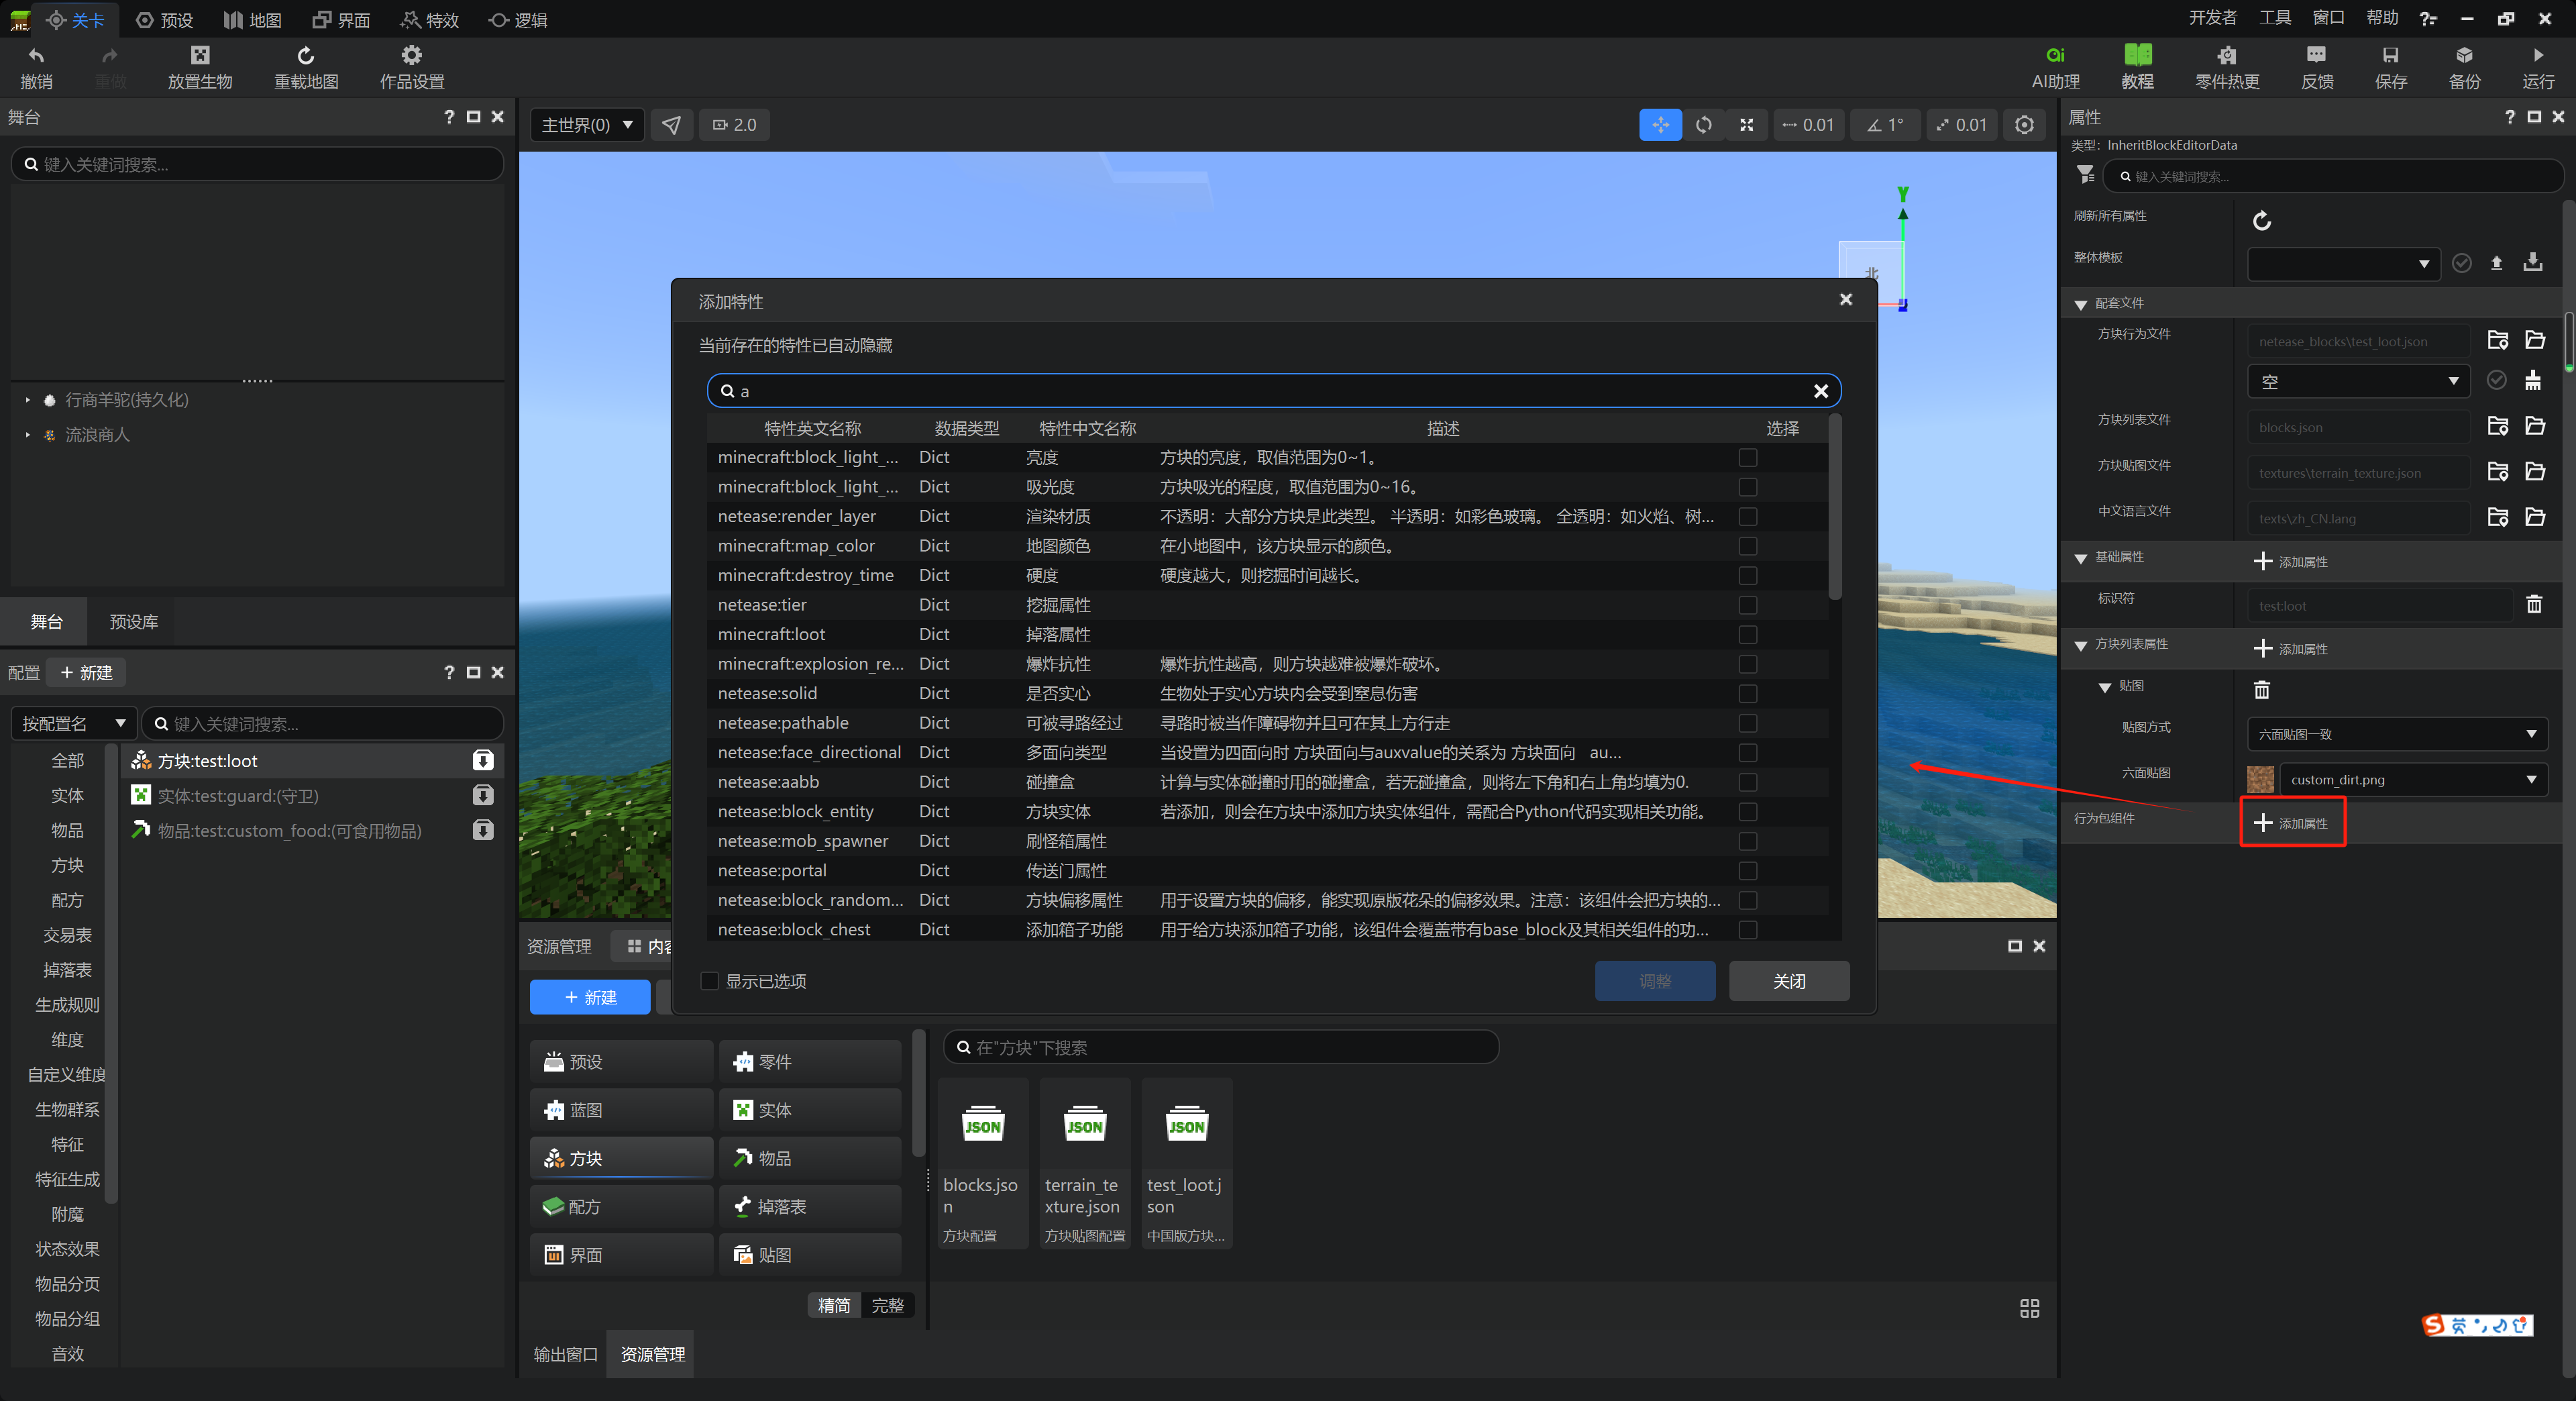 关卡 预设 地图 界面 特效 逻辑
开发者 工具 窗口 帮助
撤销 重做 放置生物 重载地图 作品设置
AI助理 教程 零件热更 反馈 保存 备份 运行
舞台
键入关键词搜索...
行商羊驼(持久化)
流浪商人
舞台 预设库
配置 + 新建
按配置名 键入关键词搜索...
全部
实体
物品
方块
配方
交易表
掉落表
生成规则
维度
自定义维度
生物群系
特征
特征生成
附魔
状态效果
物品分页
物品分组
音效
方块:test:loot
实体:test:guard:(守卫)
物品:test:custom_food:(可食用物品)
主世界(0) 2.0
0.01 1° 0.01
Y
北
添加特性
当前存在的特性已自动隐藏
a
特性英文名称 数据类型 特性中文名称 描述 选择
minecraft:block_light_... Dict 亮度 方块的亮度，取值范围为0~1。
minecraft:block_light_... Dict 吸光度 方块吸光的程度，取值范围为0~16。
netease:render_layer Dict 渲染材质 不透明：大部分方块是此类型。 半透明：如彩色玻璃。 全透明：如火焰、树...
minecraft:map_color Dict 地图颜色 在小地图中，该方块显示的颜色。
minecraft:destroy_time Dict 硬度 硬度越大，则挖掘时间越长。
netease:tier Dict 挖掘属性
minecraft:loot Dict 掉落属性
minecraft:explosion_re... Dict 爆炸抗性 爆炸抗性越高，则方块越难被爆炸破坏。
netease:solid Dict 是否实心 生物处于实心方块内会受到窒息伤害
netease:pathable Dict 可被寻路经过 寻路时被当作障碍物并且可在其上方行走
netease:face_directional Dict 多面向类型 当设置为四面向时 方块面向与auxvalue的关系为 方块面向 au...
netease:aabb Dict 碰撞盒 计算与实体碰撞时用的碰撞盒，若无碰撞盒，则将左下角和右上角均填为0.
netease:block_entity Dict 方块实体 若添加，则会在方块中添加方块实体组件，需配合Python代码实现相关功能。
netease:mob_spawner Dict 刷怪箱属性
netease:portal Dict 传送门属性
netease:block_random... Dict 方块偏移属性 用于设置方块的偏移，能实现原版花朵的偏移效果。注意：该组件会把方块的...
netease:block_chest Dict 添加箱子功能 用于给方块添加箱子功能，该组件会覆盖带有base_block及其相关组件的功...
显示已选项 调整 关闭
资源管理 内容
+ 新建
在"方块"下搜索
预设 零件
蓝图 实体
方块 物品
配方 掉落表
界面 贴图
精简 完整
JSON JSON JSON
blocks.jso
n
方块配置
terrain_te
xture.json
方块贴图配置
test_loot.j
son
中国版方块...
输出窗口 资源管理
属性
类型: InheritBlockEditorData
键入关键词搜索...
刷新所有属性
整体模板
配套文件
方块行为文件 netease_blocks\test_loot.json
空
方块列表文件 blocks.json
方块贴图文件 textures\terrain_texture.json
中文语言文件 texts\zh_CN.lang
基础属性 添加属性
标识符 test:loot
方块列表属性 添加属性
贴图
贴图方式 六面贴图一致
六面贴图 custom_dirt.png
行为包组件 添加属性
英